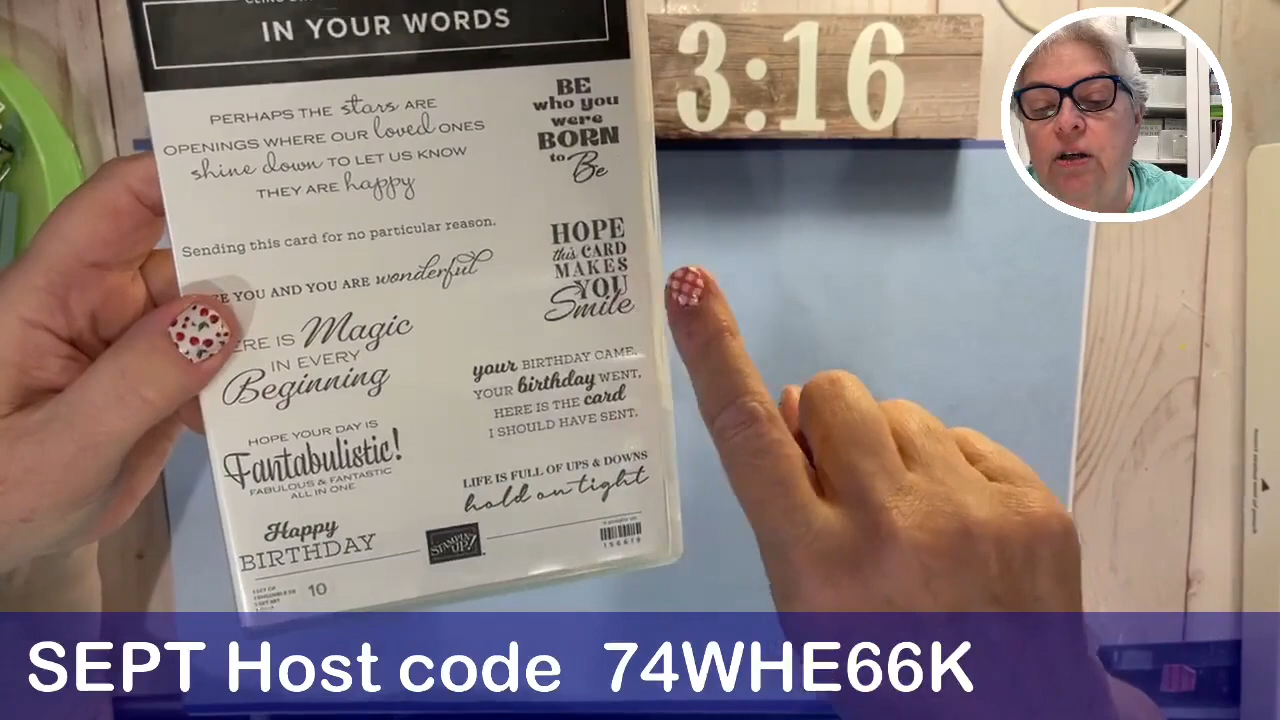 IN YOUR WORDS
3:16
PERHAPS THE stars ARE
OPENINGS WHERE OUR loved ONES
shine down TO LET US KNOW
THEY ARE happy
BE
who you
were
BORN
to
Be
Sending this card for no particular reason.
YOU AND YOU ARE wonderful
HOPE
this CARD
MAKES
YOU
Smile
IS Magic
IN EVERY
Beginning
your BIRTHDAY CAME,
YOUR birthday WENT,
HERE IS THE card
I SHOULD HAVE SENT.
HOPE YOUR DAY IS
Fantabulistic!
FABULOUS & FANTASTIC
ALL IN ONE
LIFE IS FULL OF UPS & DOWNS
hold on tight
Happy
BIRTHDAY
STAMPIN' UP!
10
SEPT Host code 74WHE66K